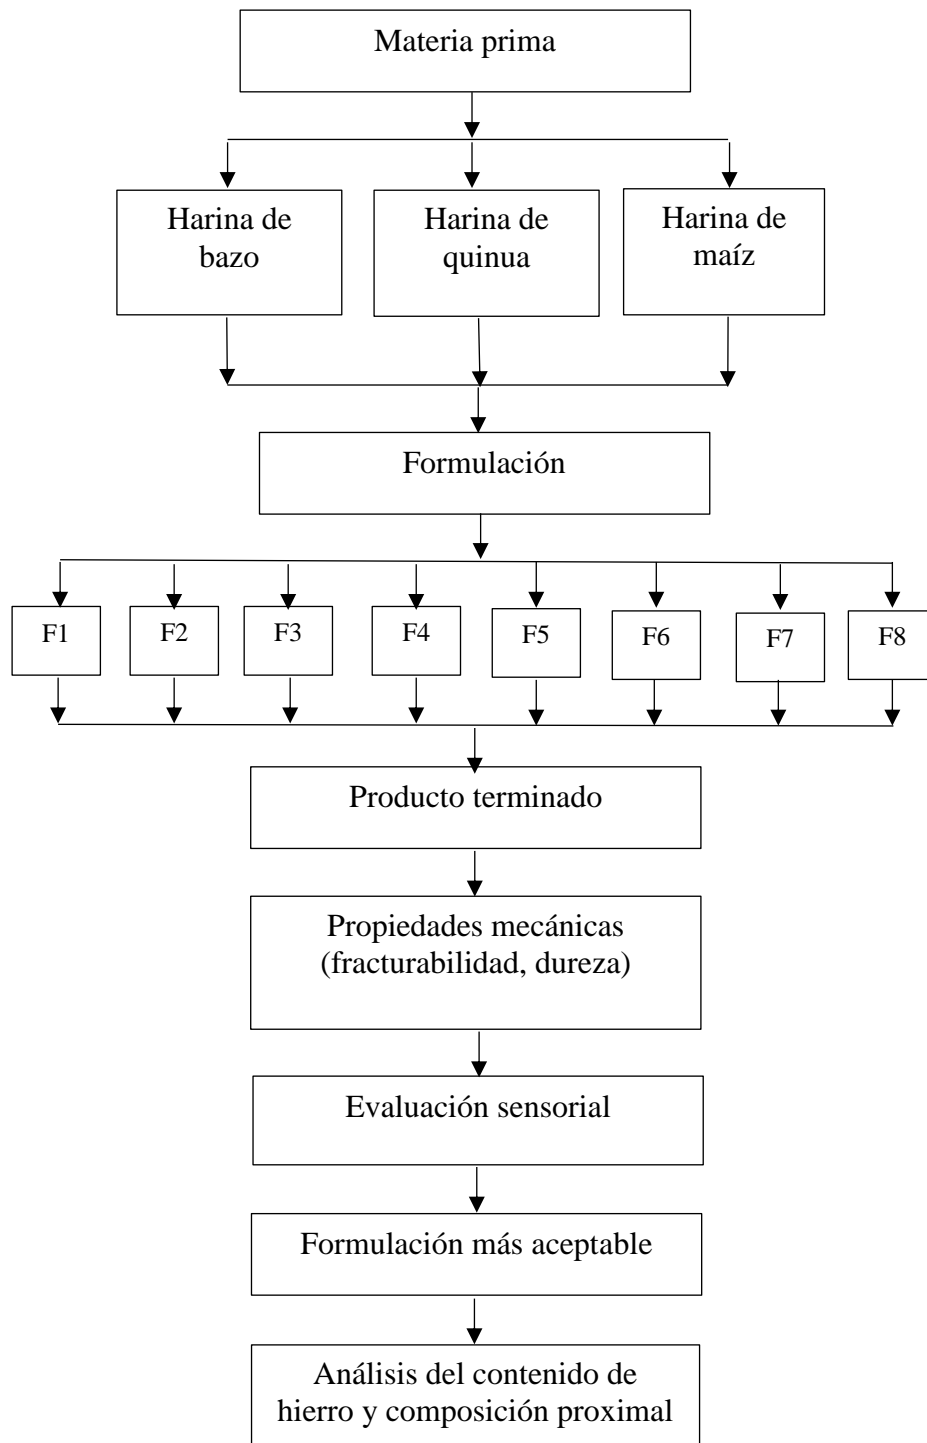 Materia prima
Harina de
bazo
Harina de
quinua
Harina de
maíz
Formulación
F1
F2
F3
F4
F5
F6
F7
F8
Producto terminado
Propiedades mecánicas
(fracturabilidad, dureza)
Evaluación sensorial
Formulación más aceptable
Análisis del contenido de
hierro y composición proximal